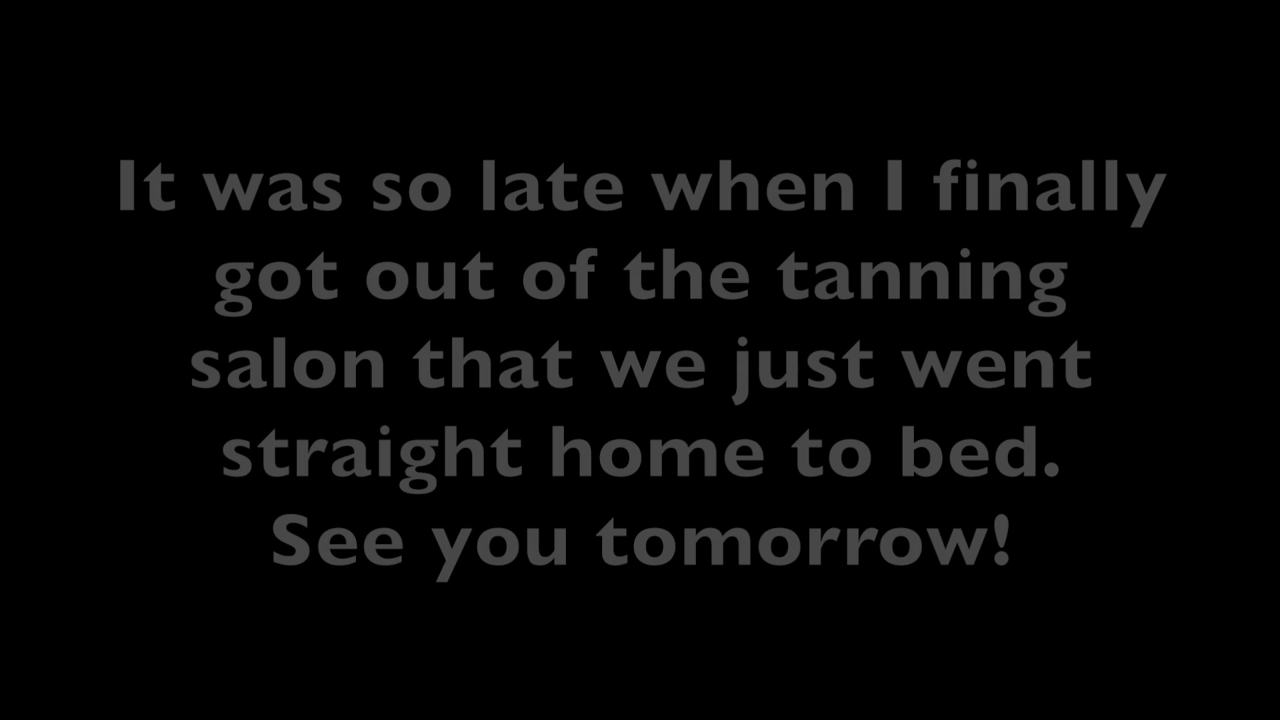 It was so late when I finally
got out of the tanning
salon that we just went
straight home to bed.
See you tomorrow!